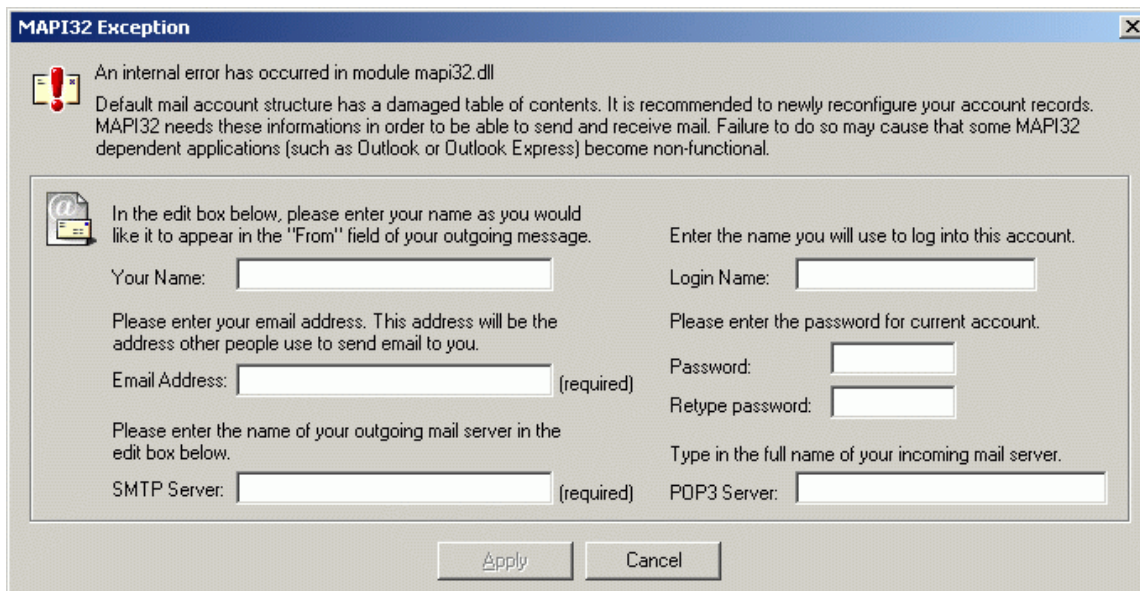 MAPI32 Exception
An internal error has occurred in module mapi32.dll
Default mail account structure has a damaged table of contents. It is recommended to newly reconfigure your account records.
MAPI32 needs these informations in order to be able to send and receive mail. Failure to do so may cause that some MAPI32
dependent applications (such as Outlook or Outlook Express) become non-functional.
In the edit box below, please enter your name as you would
like it to appear in the "From" field of your outgoing message.
Your Name:
Please enter your email address. This address will be the
address other people use to send email to you.
Email Address: (required)
Please enter the name of your outgoing mail server in the
edit box below.
SMTP Server: (required)
Enter the name you will use to log into this account.
Login Name:
Please enter the password for current account.
Password:
Retype password:
Type in the full name of your incoming mail server.
POP3 Server:
Apply
Cancel